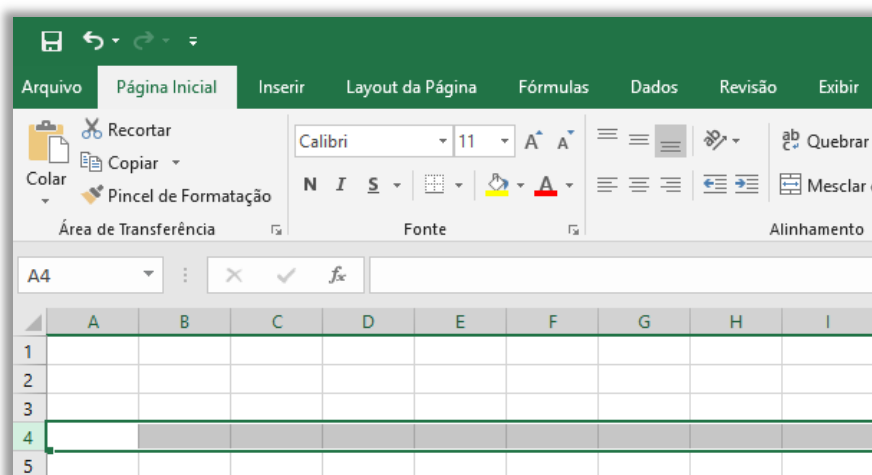 Arquivo Página Inicial Inserir Layout da Página Fórmulas Dados Revisão Exibir
Colar
Recortar
Copiar
Pincel de Formatação
Área de Transferência
Calibri 11 A A
N I S A
Fonte
ab Quebrar
Mesclar
Alinhamento
A4 fx
A B C D E F G H I
1
2
3
4
5